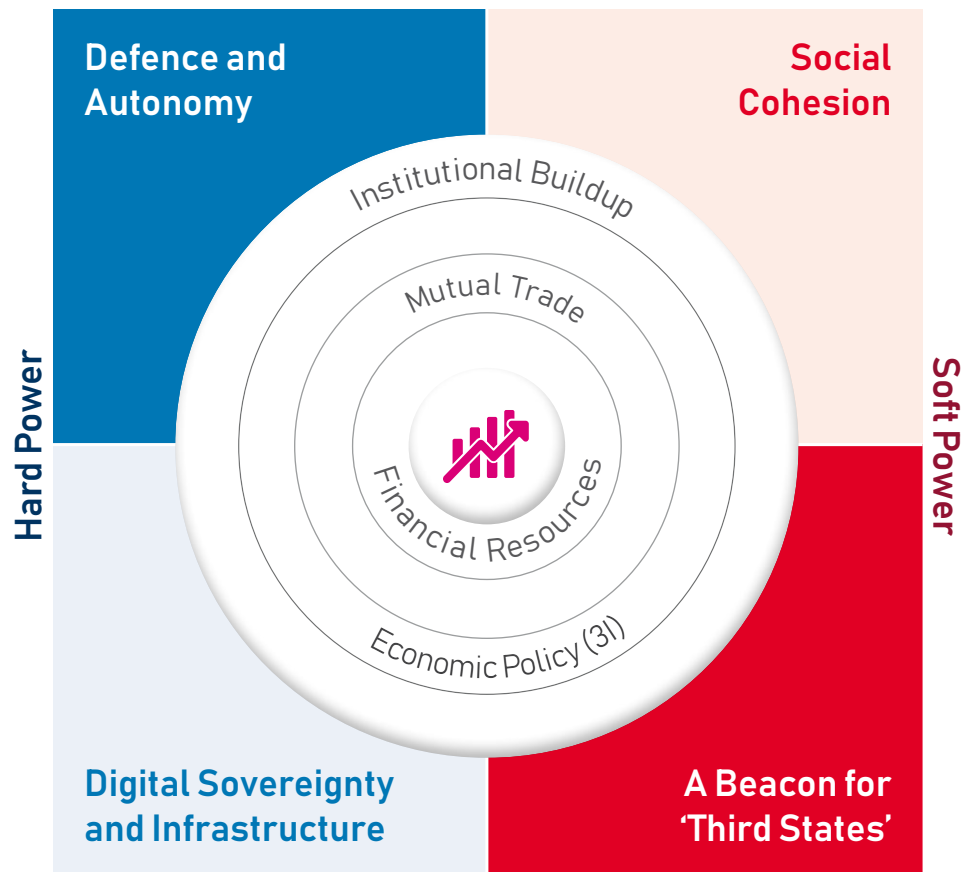 Defence and
Autonomy
Social
Cohesion
Institutional Buildup
Mutual Trade
Hard Power
Soft Power
Financial Resources
Economic Policy (3I)
Digital Sovereignty
and Infrastructure
A Beacon for
‘Third States’